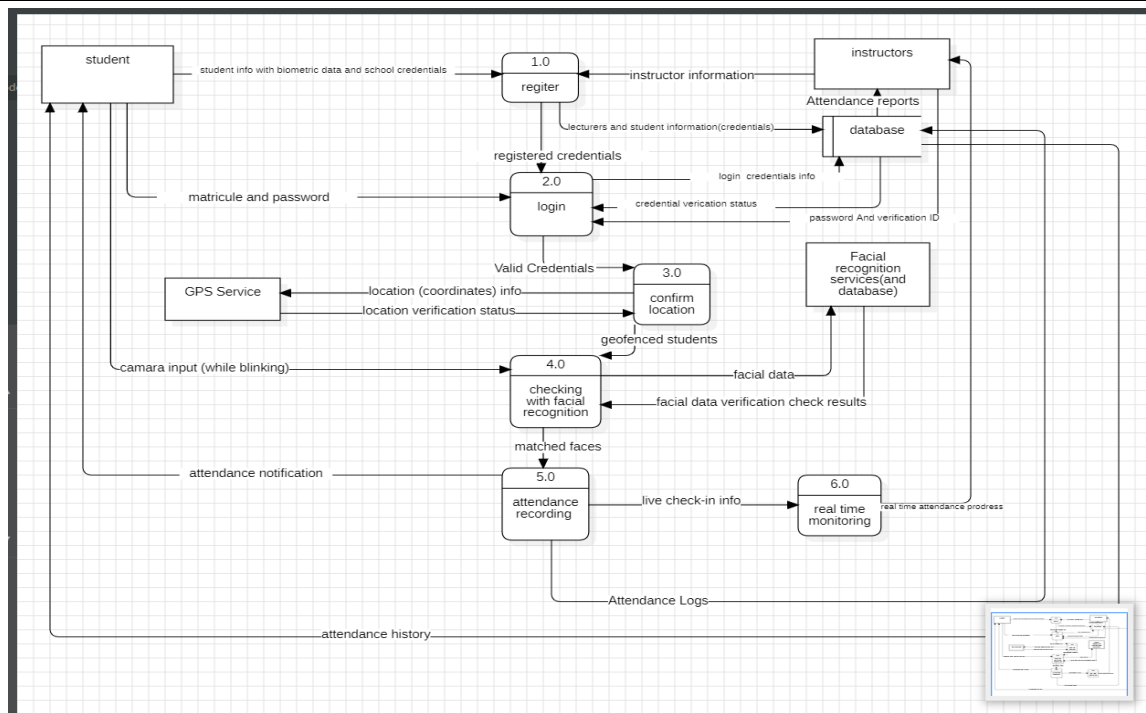 student
instructors
1.0
regiter
student info with biometric data and school credentials
instructor information
Attendance reports
database
lecturers and student information(credentials)
registered credentials
2.0
login
login credentials info
matricule and password
credential verication status
password And verification ID
Valid Credentials
3.0
confirm
location
Facial
recognition
services(and
database)
GPS Service
location (coordinates) info
location verification status
geofenced students
4.0
checking
with facial
recognition
camara input (while blinking)
facial data
facial data verification check results
matched faces
5.0
attendance
recording
attendance notification
live check-in info
6.0
real time
monitoring
real time attendance prodress
Attendance Logs
attendance history